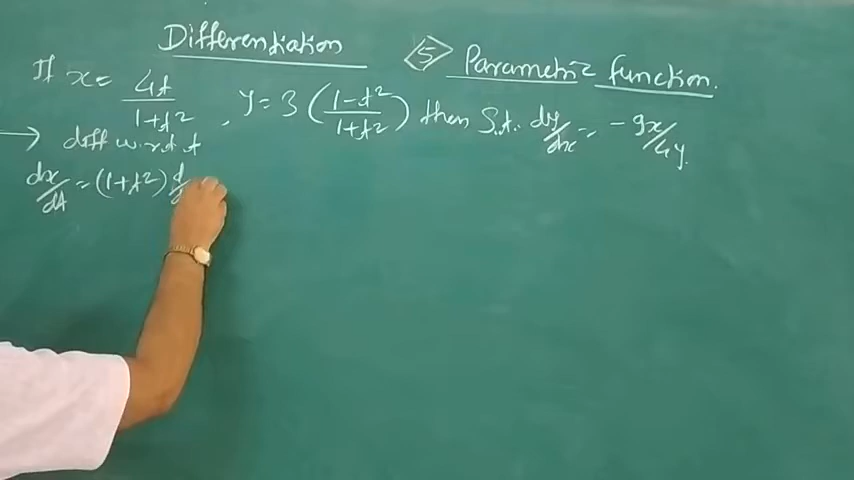 Differentiation <5> Parametric function.
If x = 4t/(1+t²), y = 3((1-t²)/(1+t²)) then S.t. dy/dx = -9x/4y.
→ diff w.r.t. t
dx/dt = (1+t²) d